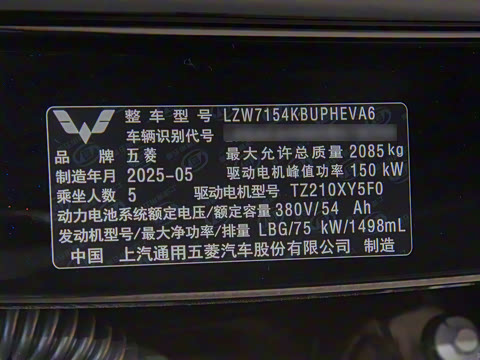 整车型号 LZW7154KBUPHEVA6
车辆识别代号
品牌 五菱 最大允许总质量 2085kg
制造年月 2025-05 驱动电机峰值功率 150 kW
乘坐人数 5 驱动电机型号 TZ210XY5F0
动力电池系统额定电压/额定容量 380V/54 Ah
发动机型号/最大净功率/排量 LBG/75 kW/1498mL
中国 上汽通用五菱汽车股份有限公司 制造